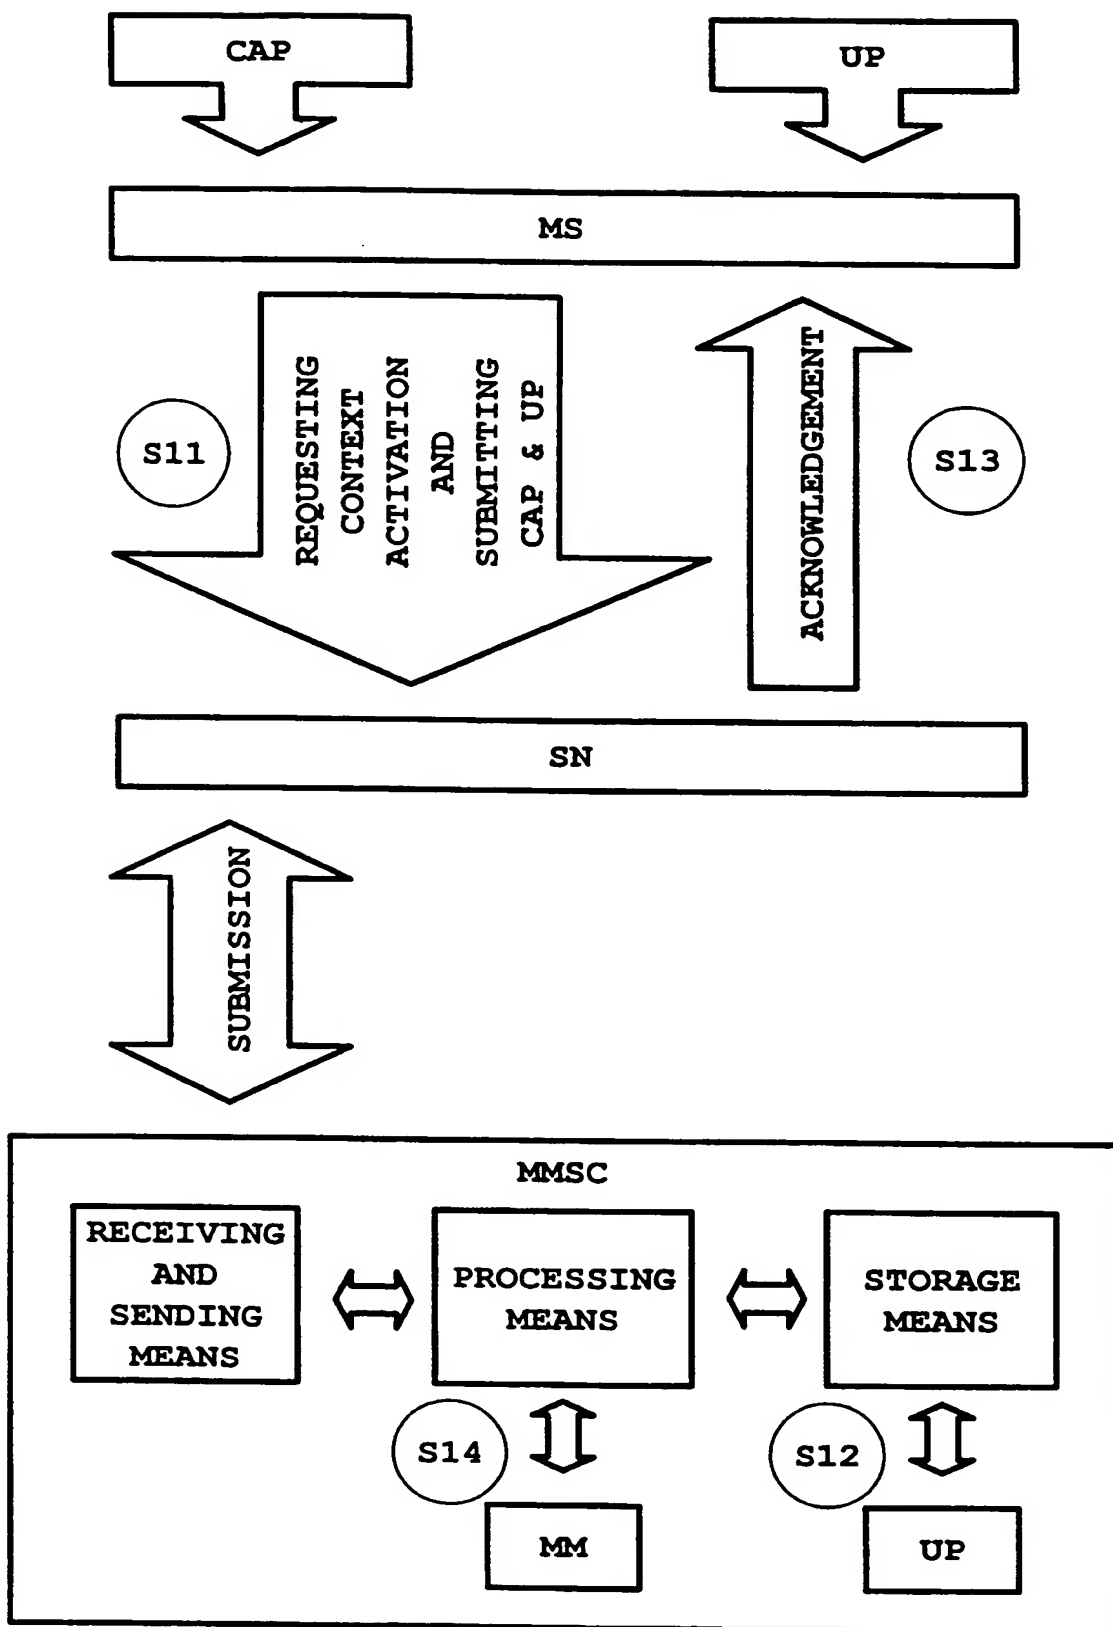 CAP
UP
MS
S11
REQUESTING
CONTEXT
ACTIVATION
AND
SUBMITTING
CAP & UP
ACKNOWLEDGEMENT
S13
SN
SUBMISSION
MMSC
RECEIVING
AND
SENDING
MEANS
PROCESSING
MEANS
STORAGE
MEANS
S14
S12
MM
UP